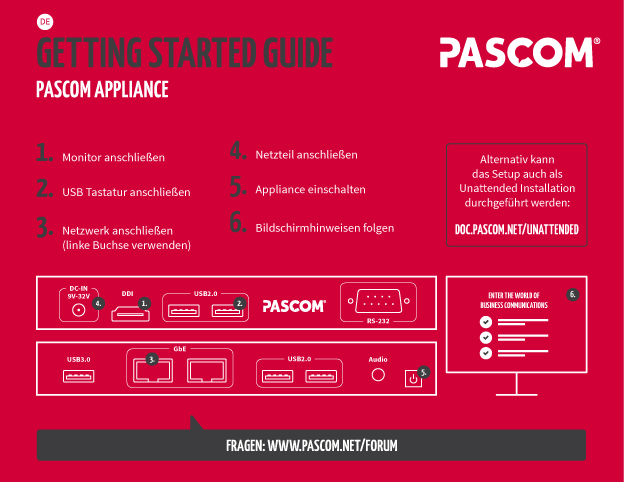 DE
GETTING STARTED GUIDE
PASCOM®
PASCOM APPLIANCE
1. Monitor anschließen
2. USB Tastatur anschließen
3. Netzwerk anschließen
(linke Buchse verwenden)
4. Netzteil anschließen
5. Appliance einschalten
6. Bildschirmhinweisen folgen
Alternativ kann
das Setup auch als
Unattended Installation
durchgeführt werden:
DOC.PASCOM.NET/UNATTENDED
DC-IN
9V-32V
4.
DDI
1.
USB2.0
2.
PASCOM®
RS-232
USB3.0
GbE
3.
USB2.0
Audio
5.
ENTER THE WORLD OF
BUSINESS COMMUNICATIONS
6.
FRAGEN: WWW.PASCOM.NET/FORUM